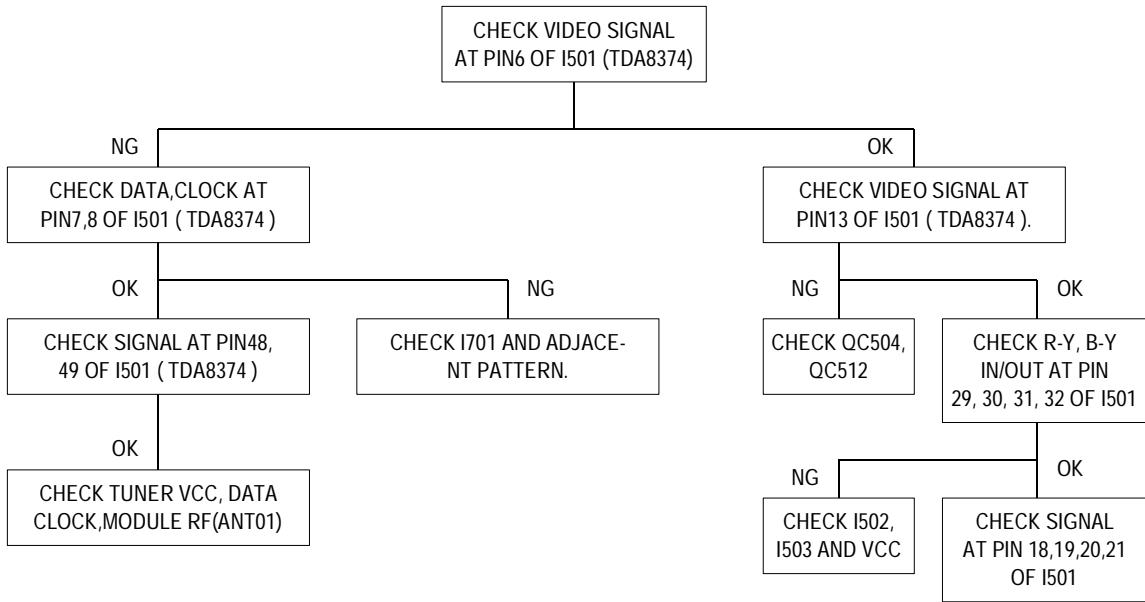 CHECK VIDEO SIGNAL
AT PIN6 OF I501 (TDA8374)
NG
OK
CHECK DATA,CLOCK AT
PIN7,8 OF I501 ( TDA8374 )
CHECK VIDEO SIGNAL AT
PIN13 OF I501 ( TDA8374 ).
OK
NG
NG
OK
CHECK SIGNAL AT PIN48,
49 OF I501 ( TDA8374 )
CHECK I701 AND ADJACE-
NT PATTERN.
CHECK QC504,
QC512
CHECK R-Y, B-Y
IN/OUT AT PIN
29, 30, 31, 32 OF I501
OK
NG
OK
CHECK TUNER VCC, DATA
CLOCK,MODULE RF(ANT01)
CHECK I502,
I503 AND VCC
CHECK SIGNAL
AT PIN 18,19,20,21
OF I501